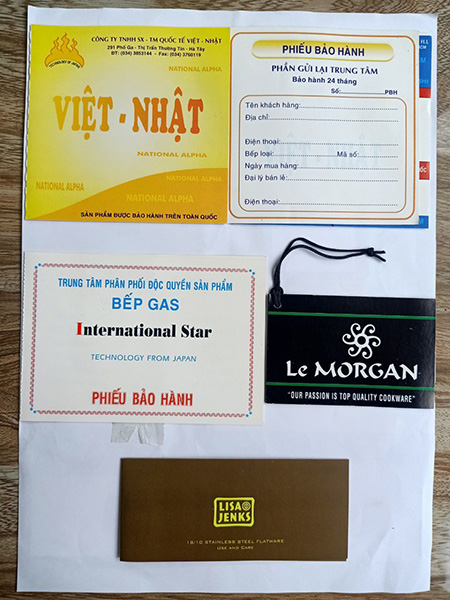 CÔNG TY TNHH SX - TM QUỐC TẾ VIỆT - NHẬT
291 Phố Ga - Thị Trấn Thường Tín - Hà Tây
ĐT: (034) 3853144 - Fax: (034) 3760119
TECHNOLOGY OF JAPAN
NATIONAL ALPHA
VIỆT - NHẬT
NATIONAL ALPHA
NATIONAL ALPHA
SẢN PHẨM ĐƯỢC BẢO HÀNH TRÊN TOÀN QUỐC
PHIẾU BẢO HÀNH
PHẦN GỬI LẠI TRUNG TÂM
Bảo hành 24 tháng
Số: PBH
Tên khách hàng:
Địa chỉ:
Điện thoại:
Bếp loại: Mã số:
Ngày mua hàng:
Đại lý bán lẻ:
Điện thoại:
TRUNG TÂM PHÂN PHỐI ĐỘC QUYỀN SẢN PHẨM
BẾP GAS
International Star
TECHNOLOGY FROM JAPAN
PHIẾU BẢO HÀNH
LE MORGAN
"OUR PASSION IS TOP QUALITY COOKWARE"
LISA
JENKS
18/10 STAINLESS STEEL FLATWARE
USE AND CARE